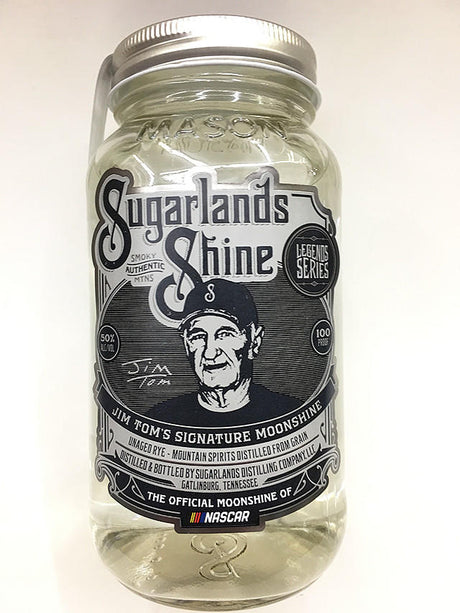 MASON
Sugarlands
SMOKY
AUTHENTIC
MTNS
Shine
LEGENDS
SERIES
S
50%
ALC/VOL
100
PROOF
Jim
Tom
JIM TOM'S SIGNATURE MOONSHINE
UNAGED RYE - MOUNTAIN SPIRITS DISTILLED FROM GRAIN
DISTILLED & BOTTLED BY SUGARLANDS DISTILLING COMPANY, LLC
GATLINBURG, TENNESSEE
THE OFFICIAL MOONSHINE OF
NASCAR